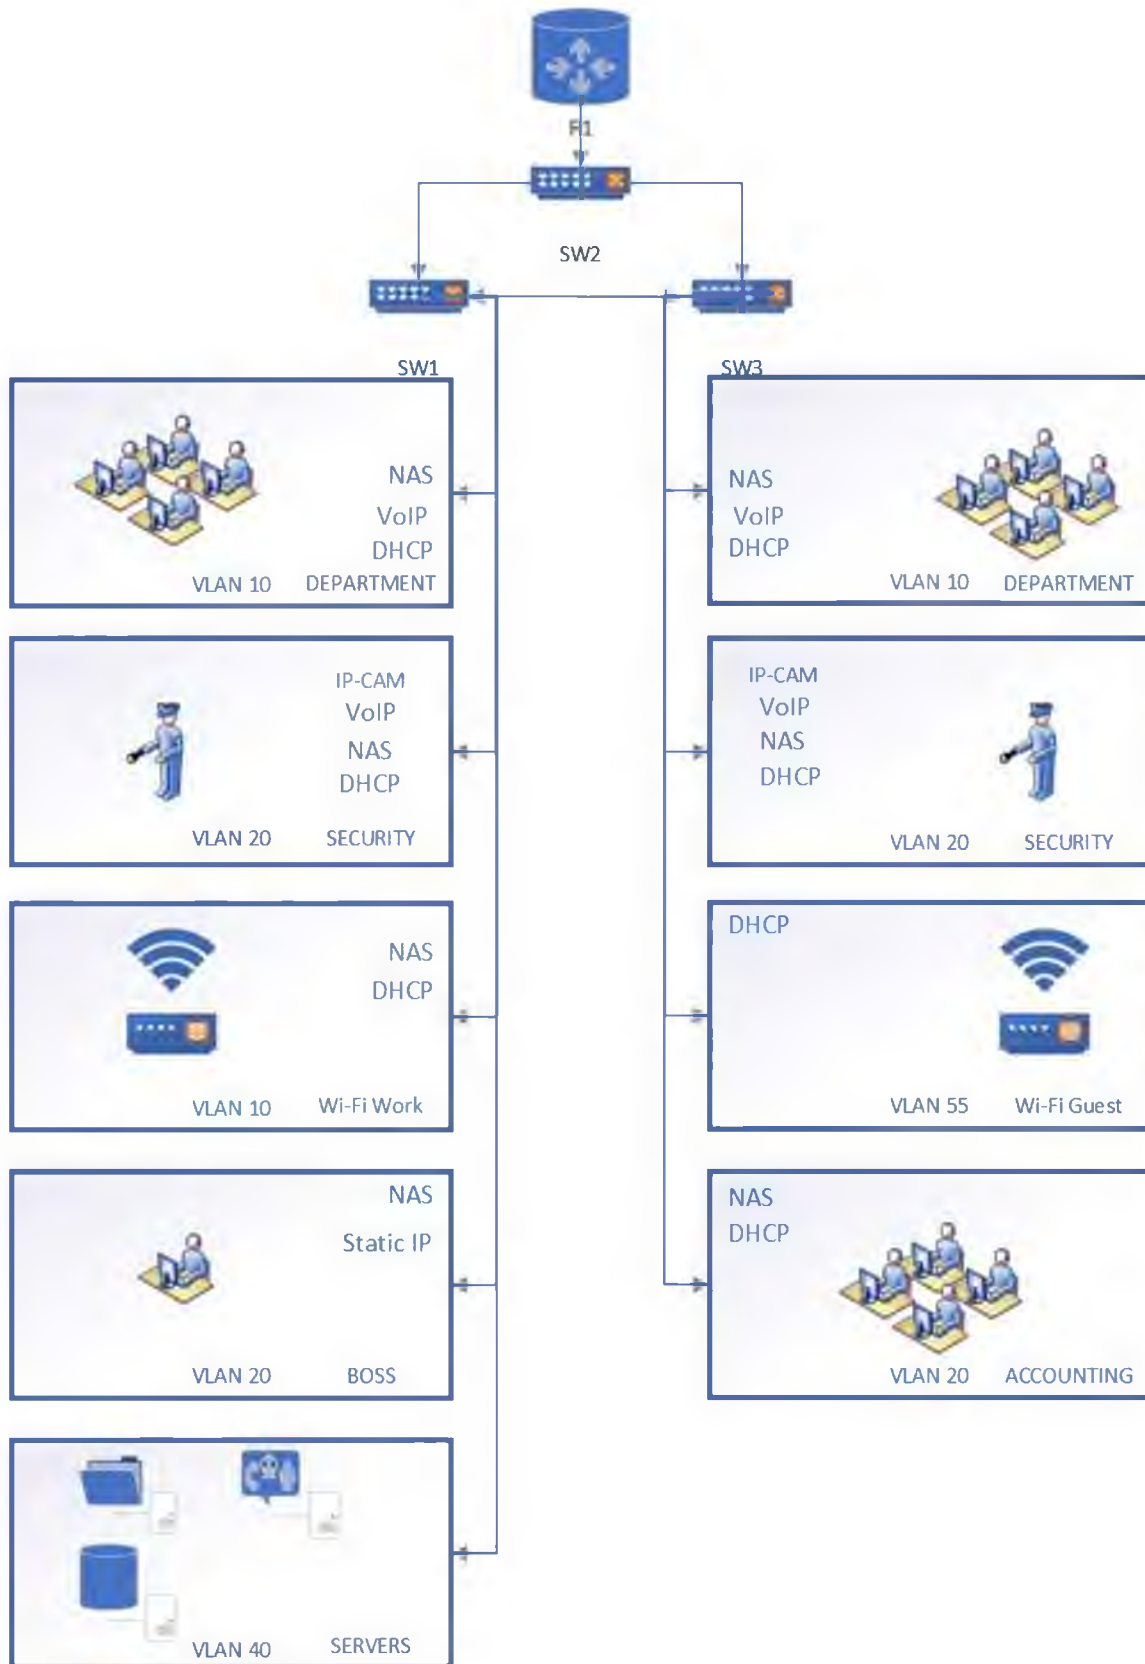 R1
SW2
SW1
SW3
NAS
VoIP
DHCP
VLAN 10 DEPARTMENT
NAS
VoIP
DHCP
VLAN 10 DEPARTMENT
IP-CAM
VoIP
NAS
DHCP
VLAN 20 SECURITY
IP-CAM
VoIP
NAS
DHCP
VLAN 20 SECURITY
NAS
DHCP
VLAN 10 Wi-Fi Work
DHCP
VLAN 55 Wi-Fi Guest
NAS
Static IP
VLAN 20 BOSS
NAS
DHCP
VLAN 20 ACCOUNTING
VLAN 40 SERVERS